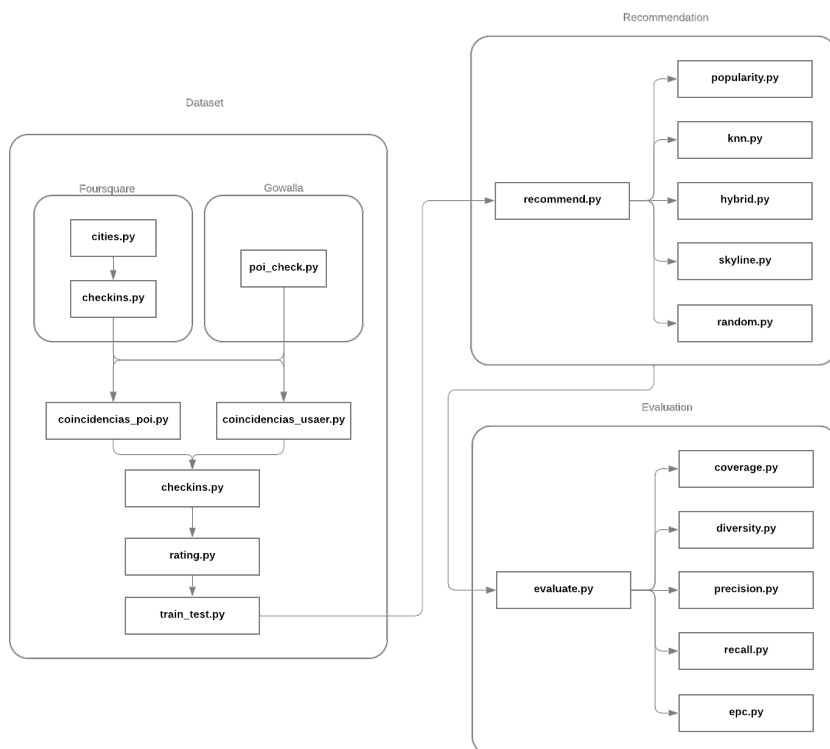 Recommendation
popularity.py
knn.py
recommend.py
hybrid.py
skyline.py
random.py
Dataset
Foursquare
Gowalla
cities.py
poi_check.py
checkins.py
coincidencias_poi.py
coincidencias_usaer.py
checkins.py
rating.py
train_test.py
Evaluation
coverage.py
diversity.py
evaluate.py
precision.py
recall.py
epc.py